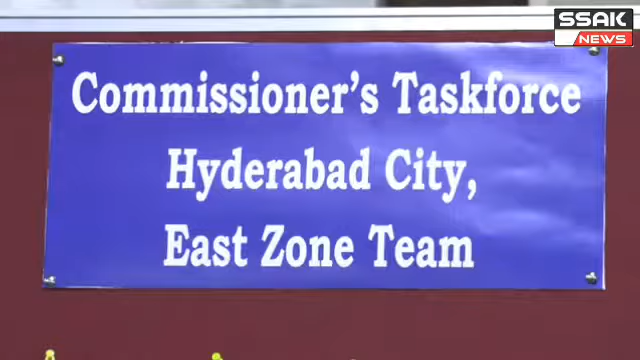 SSAK
NEWS
Commissioner's Taskforce
Hyderabad City,
East Zone Team